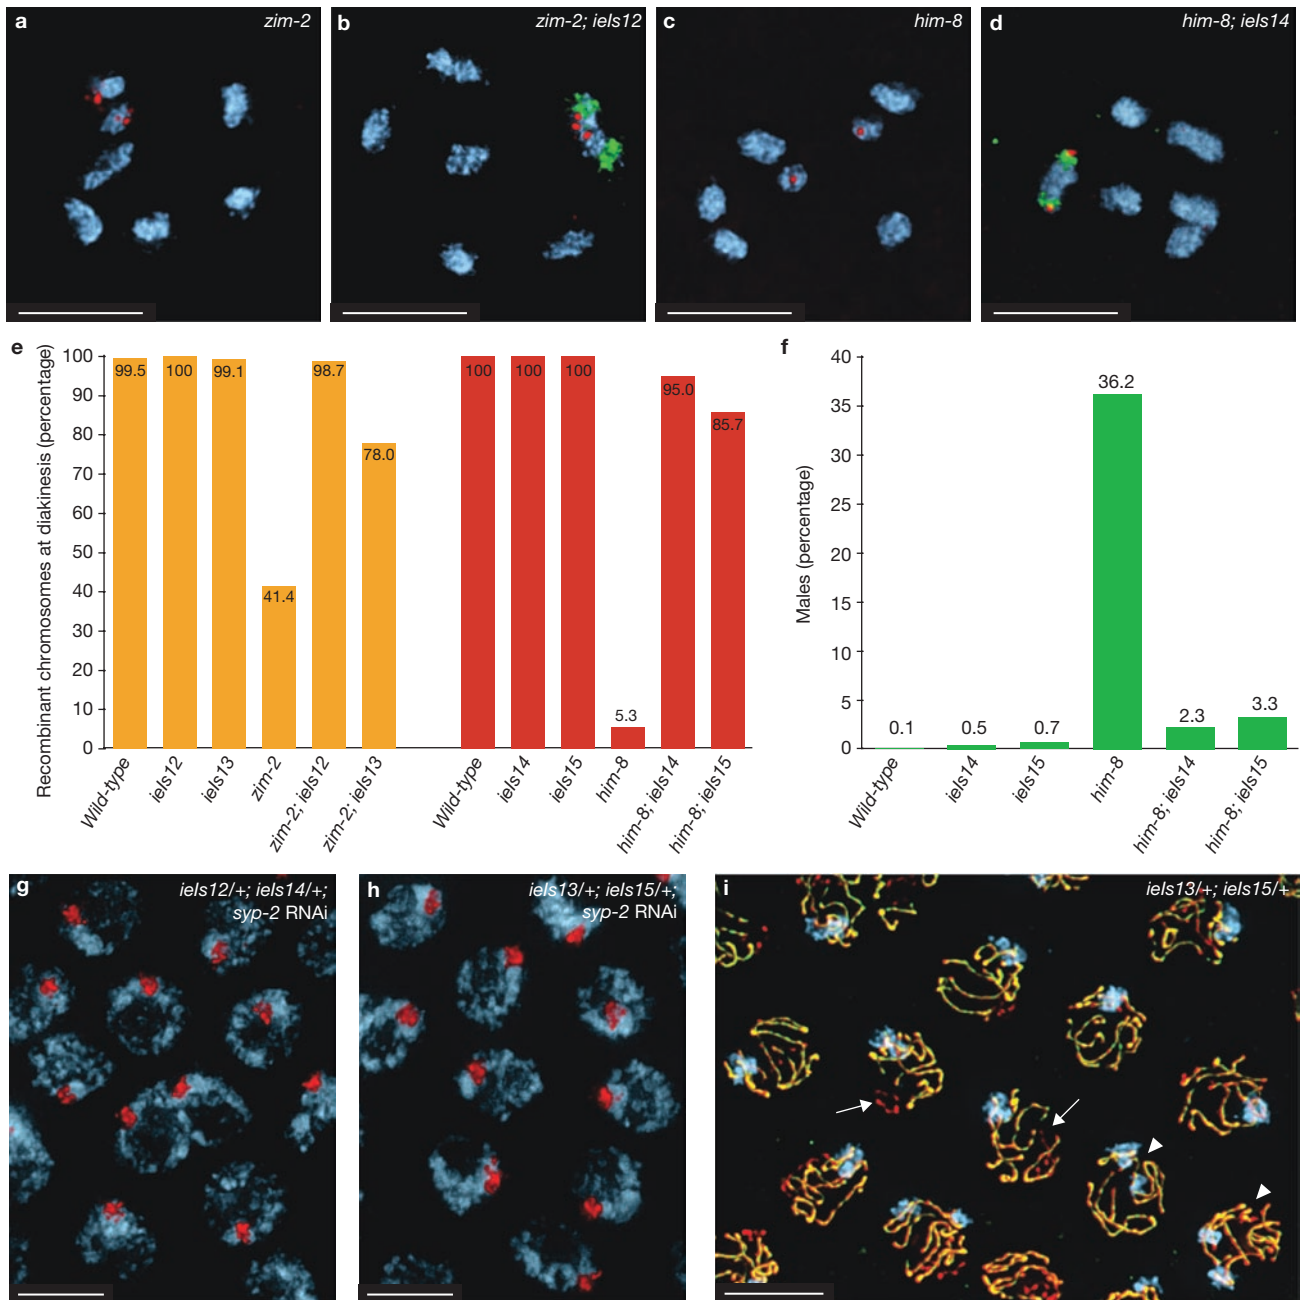 a
zim-2
b
zim-2; ieIs12
c
him-8
d
him-8; ieIs14
e
Recombinant chromosomes at diakinesis (percentage)
100
90
80
70
60
50
40
30
20
10
0
99.5
100
99.1
41.4
98.7
78.0
100
100
100
5.3
95.0
85.7
Wild-type
ieIs12
ieIs13
zim-2
zim-2; ieIs12
zim-2; ieIs13
Wild-type
ieIs14
ieIs15
him-8
him-8; ieIs14
him-8; ieIs15
f
Males (percentage)
40
35
30
25
20
15
10
5
0
0.1
0.5
0.7
36.2
2.3
3.3
Wild-type
ieIs14
ieIs15
him-8
him-8; ieIs14
him-8; ieIs15
g
ieIs12/+; ieIs14/+;
syp-2 RNAi
h
ieIs13/+; ieIs15/+;
syp-2 RNAi
i
ieIs13/+; ieIs15/+